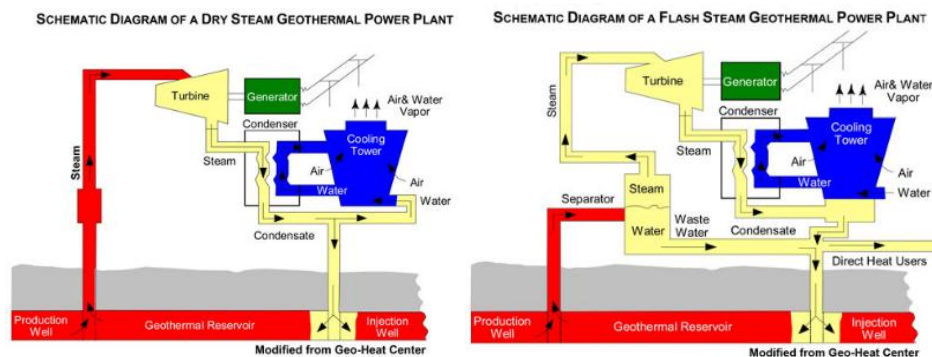 SCHEMATIC DIAGRAM OF A DRY STEAM GEOTHERMAL POWER PLANT
Turbine
Generator
Air& Water
Vapor
Condenser
Cooling
Tower
Steam
Steam
Air
Air
Water
Water
Condensate
Production
Well
Geothermal Reservoir
Injection
Well
Modified from Geo-Heat Center
SCHEMATIC DIAGRAM OF A FLASH STEAM GEOTHERMAL POWER PLANT
Turbine
Generator
Air& Water
Vapor
Steam
Condenser
Cooling
Tower
Steam
Air
Air
Water
Water
Steam
Separator
Water
Waste
Water
Condensate
Direct Heat Users
Production
Well
Geothermal Reservoir
Injection
Well
Modified from Geo-Heat Center